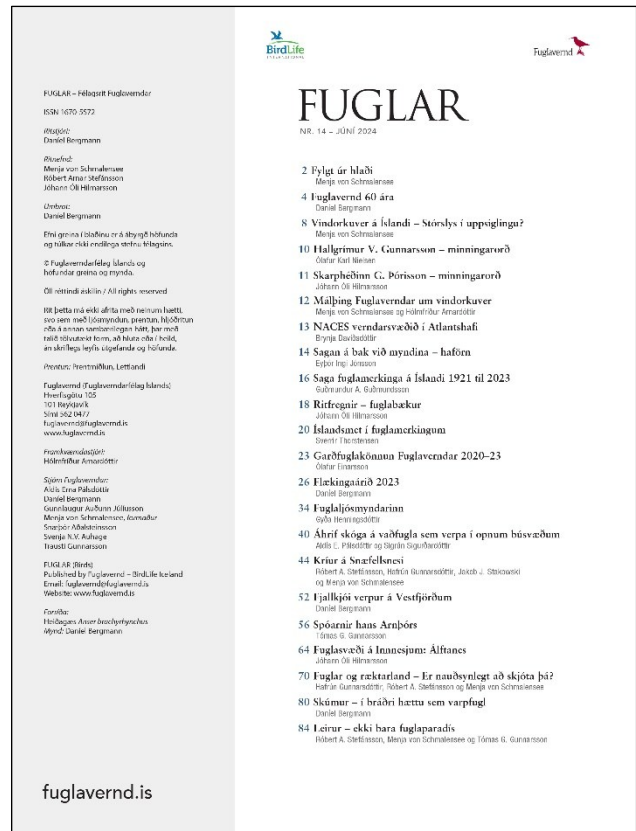 FUGLAR – Félagsrit Fuglaverndar
ISSN 1670-5572
Ritstjóri:
Daníel Bergmann
Ritnefnd:
Menja von Schmalensee
Róbert Arnar Stefánsson
Jóhann Óli Hilmarsson
Umbrot:
Daníel Bergmann
Efni greina í blaðinu er á ábyrgð höfunda
og túlkar ekki endilega stefnu félagsins.
© Fuglaverndarfélag Íslands og
höfundar greina og mynda.
Öll réttindi áskilin / All rights reserved
Rit þetta má ekki afrita með neinum hætti,
svo sem með ljósmyndun, prentun, hljóðritun
eða á annan sambærilegan hátt, þar með
talið tölvutækt form, að hluta eða í heild,
án skriflegs leyfis útgefanda og höfunda.
Prentun: Prentmiðlun, Lettlandi
Fuglavernd (Fuglaverndarfélag Íslands)
Hverfisgötu 105
101 Reykjavík
Sími 562 0477
fuglavernd@fuglavernd.is
www.fuglavernd.is
Framkvæmdastjóri:
Hólmfríður Arnardóttir
Stjórn Fuglaverndar:
Aldís Erna Pálsdóttir
Daníel Bergmann
Gunnlaugur Auðunn Júlíusson
Menja von Schmalensee, formaður
Snæþór Aðalsteinsson
Svenja N.V. Auhage
Trausti Gunnarsson
FUGLAR (Birds)
Published by Fuglavernd – BirdLife Iceland
Email: fuglavernd@fuglavernd.is
Website: www.fuglavernd.is
Forsíða:
Heiðagæs Anser brachyrhynchus
Mynd: Daníel Bergmann
fuglavernd.is
BirdLife
INTERNATIONAL
Fuglavernd
FUGLAR
NR. 14 – JÚNÍ 2024
2 Fylgt úr hlaði
Menja von Schmalensee
4 Fuglavernd 60 ára
Daníel Bergmann
8 Vindorkuver á Íslandi – Stórslys í uppsiglingu?
Menja von Schmalensee
10 Hallgrímur V. Gunnarsson – minningarorð
Ólafur Karl Nielsen
11 Skarphéðinn G. Þórisson – minningarorð
Jóhann Óli Hilmarsson
12 Málþing Fuglaverndar um vindorkuver
Menja von Schmalensee og Hólmfríður Arnardóttir
13 NACES verndarsvæðið í Atlantshafi
Brynja Davíðsdóttir
14 Sagan á bak við myndina – haförn
Eyþór Ingi Jónsson
16 Saga fuglamerkinga á Íslandi 1921 til 2023
Guðmundur A. Guðmundsson
18 Ritfregnir – fuglabækur
Jóhann Óli Hilmarsson
20 Íslandsmet í fuglamerkingum
Sverrir Thorstensen
23 Garðfuglakönnun Fuglaverndar 2020–23
Ólafur Einarsson
26 Flækingaárið 2023
Daníel Bergmann
34 Fuglaljósmyndarinn
Gyða Henningsdóttir
40 Áhrif skóga á vaðfugla sem verpa í opnum búsvæðum
Aldís E. Pálsdóttir og Sigrún Sigurðardóttir
44 Kríur á Snæfellsnesi
Róbert A. Stefánsson, Hafrún Gunnarsdóttir, Jakob J. Stakowski
og Menja von Schmalensee
52 Fjallkjói verpur á Vestfjörðum
Daníel Bergmann
56 Spóarnir hans Arnþórs
Tómas G. Gunnarsson
64 Fuglasvæði á Innnesjum: Álftanes
Jóhann Óli Hilmarsson
70 Fuglar og ræktarland – Er nauðsynlegt að skjóta þá?
Hafrún Gunnarsdóttir, Róbert A. Stefánsson og Menja von Schmalensee
80 Skúmur – í bráðri hættu sem varpfugl
Daníel Bergmann
84 Leirur – ekki bara fuglaparadís
Róbert A. Stefánsson, Menja von Schmalensee og Tómas G. Gunnarsson